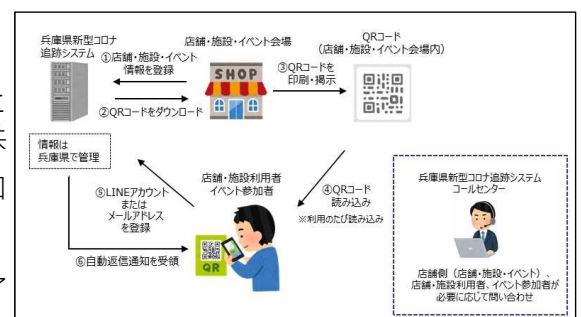 兵庫県新型コロナ
追跡システム
①店舗・施設・イベント
情報を登録
②QRコードをダウンロード
店舗・施設・イベント会場
SHOP
③QRコードを
印刷・掲示
QRコード
（店舗・施設・イベント会場内）
情報は
兵庫県で管理
⑤LINEアカウント
または
メールアドレス
を登録
⑥自動返信通知を受領
店舗・施設利用者
イベント参加者
QR
④QRコード
読み込み
※利用のたび読み込み
兵庫県新型コロナ追跡システム
コールセンター
店舗側（店舗・施設・イベント）、
店舗・施設利用者、イベント参加者が
必要に応じて問い合わせ